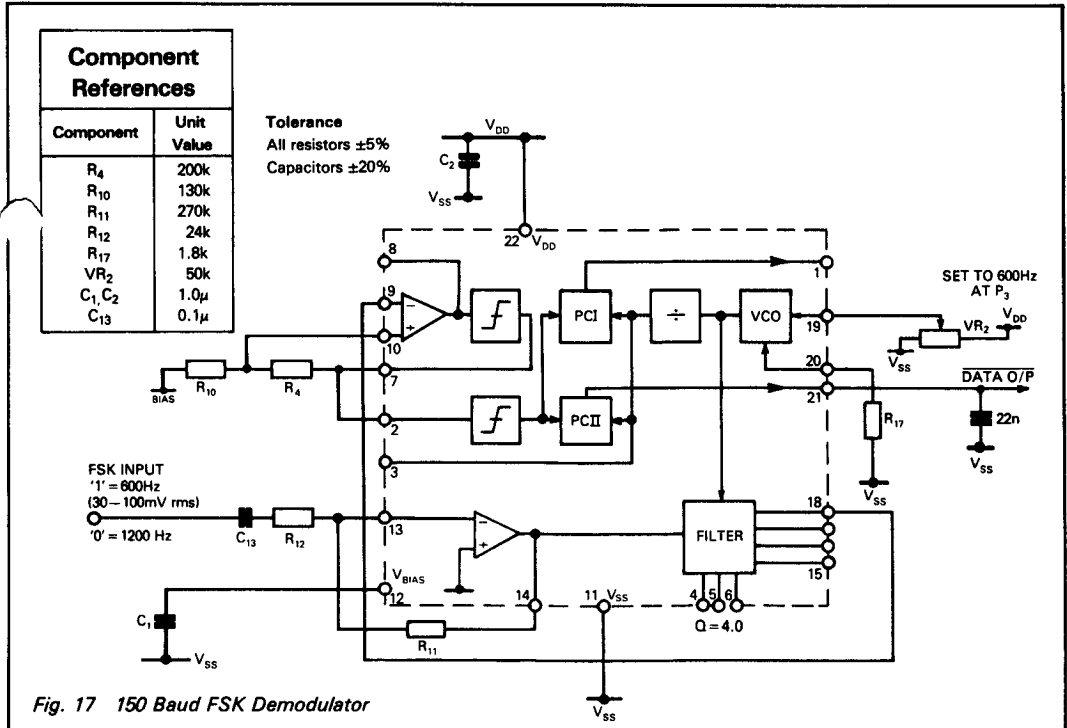 Component
References
Component Unit Value
R4 200k
R10 130k
R11 270k
R12 24k
R17 1.8k
VR2 50k
C1, C2 1.0μ
C13 0.1μ
Tolerance
All resistors ±5%
Capacitors ±20%
VDD
C2
VSS
22 VDD
8
9
10
7
2
3
13
12
14
11 VSS
1
19
20
21
18
15
4 5 6
Q = 4.0
−
+
PCI
÷
VCO
PCII
SET TO 600Hz
AT P3
VDD
VR2
VSS
DATA O/P
22n
VSS
R17
VSS
BIAS
R10
R4
FSK INPUT
'1' = 600Hz
(30−100mV rms)
'0' = 1200 Hz
C13
R12
−
+
FILTER
VBIAS
C1
VSS
R11
VSS
Fig. 17 150 Baud FSK Demodulator